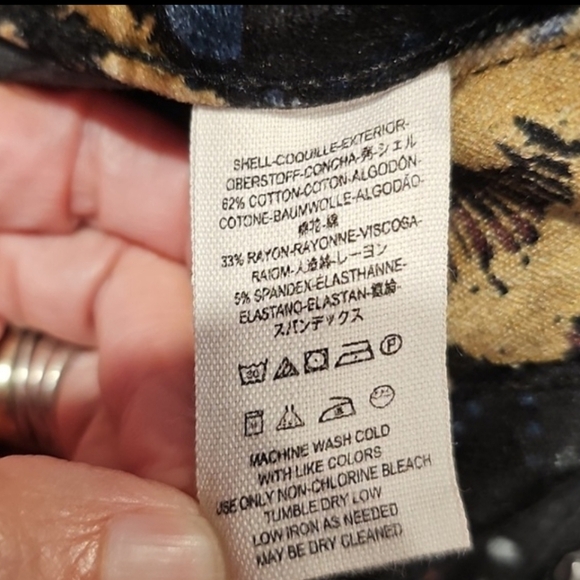 SHELL-COQUILLE-EXTERIOR-
OBERSTOFF-CONCHA-壳-シェル
62% COTTON-COTON-ALGODÓN-
COTONE-BAUMWOLLE-ALGODÃO-
棉花-綿
33% RAYON-RAYONNE-VISCOSA-
RAIOM-人造絲-レーヨン
5% SPANDEX-ÉLASTHANNE-
ELASTANO-ELASTAN-
スパンデックス
30 P
MACHINE WASH COLD
WITH LIKE COLORS
USE ONLY NON-CHLORINE BLEACH
TUMBLE DRY LOW
LOW IRON AS NEEDED
MAY BE DRY CLEANED